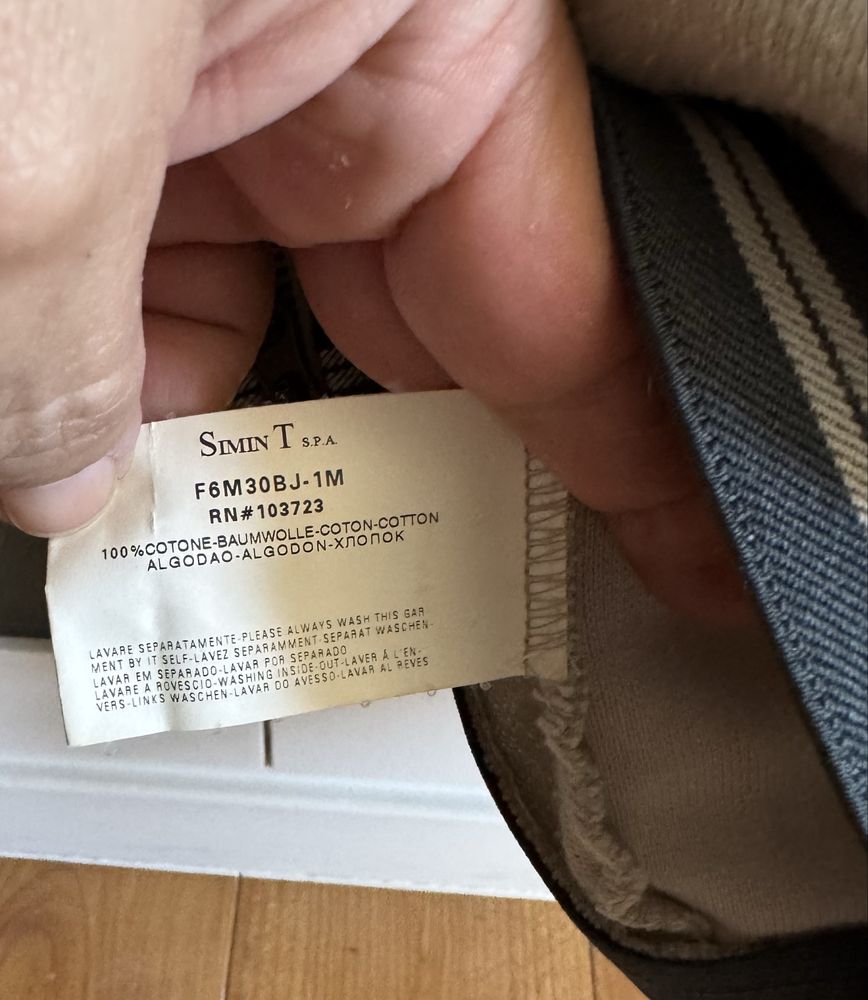 SIMIN T S.P.A.
F6M30BJ-1M
RN#103723
100%COTONE-BAUMWOLLE-COTON-COTTON
ALGODAO-ALGODON-ХЛОПОК
LAVARE SEPARATAMENTE-PLEASE ALWAYS WASH THIS GAR
MENT BY IT SELF-LAVEZ SEPARAMMENT-SEPARAT WASCHEN-
LAVAR EM SEPARADO-LAVAR POR SEPARADO
LAVARE A ROVESCIO-WASHING INSIDE-OUT-LAVER Á L'EN-
VERS-LINKS WASCHEN-LAVAR DO AVESSO-LAVAR AL REVES